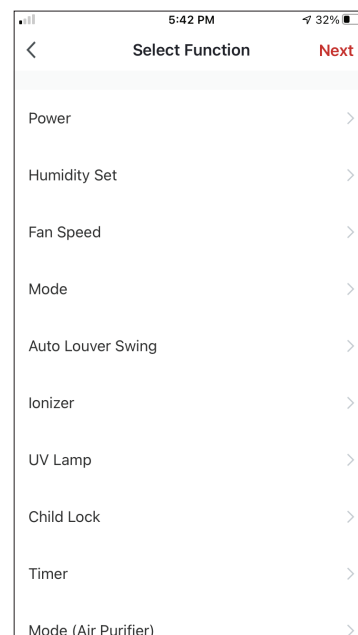 5:42 PM 32%
Select Function Next
Power
Humidity Set
Fan Speed
Mode
Auto Louver Swing
Ionizer
UV Lamp
Child Lock
Timer
Mode (Air Purifier)